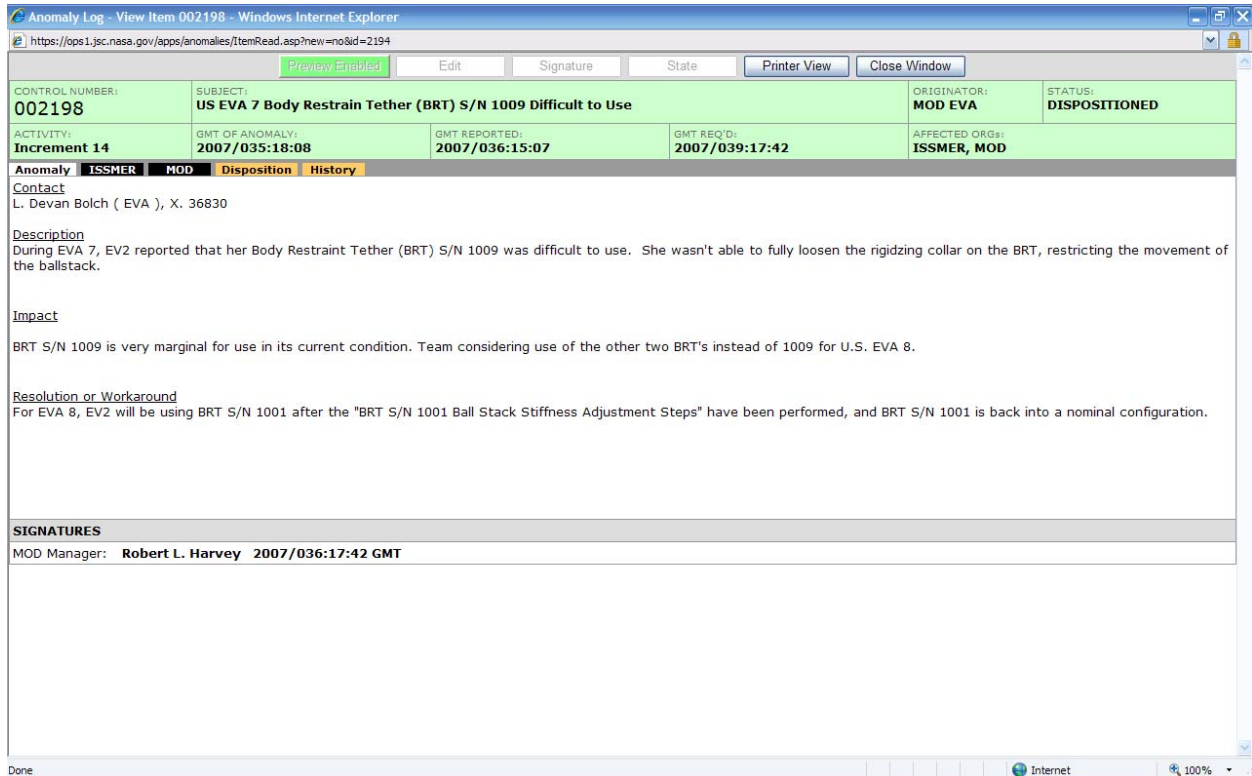 Anomaly Log - View Item 002198 - Windows Internet Explorer
https://ops1.jsc.nasa.gov/apps/anomalies/ItemRead.asp?new=no&id=2194
Preview Enabled Edit Signature State Printer View Close Window
CONTROL NUMBER: SUBJECT: ORIGINATOR: STATUS:
002198 US EVA 7 Body Restrain Tether (BRT) S/N 1009 Difficult to Use MOD EVA DISPOSITIONED
ACTIVITY: GMT OF ANOMALY: GMT REPORTED: GMT REQ'D: AFFECTED ORGs:
Increment 14 2007/035:18:08 2007/036:15:07 2007/039:17:42 ISSMER, MOD
Anomaly ISSMER MOD Disposition History
Contact
L. Devan Bolch ( EVA ), X. 36830
Description
During EVA 7, EV2 reported that her Body Restraint Tether (BRT) S/N 1009 was difficult to use. She wasn't able to fully loosen the rigidzing collar on the BRT, restricting the movement of
the ballstack.
Impact
BRT S/N 1009 is very marginal for use in its current condition. Team considering use of the other two BRT's instead of 1009 for U.S. EVA 8.
Resolution or Workaround
For EVA 8, EV2 will be using BRT S/N 1001 after the "BRT S/N 1001 Ball Stack Stiffness Adjustment Steps" have been performed, and BRT S/N 1001 is back into a nominal configuration.
SIGNATURES
MOD Manager: Robert L. Harvey 2007/036:17:42 GMT
Done Internet 100%